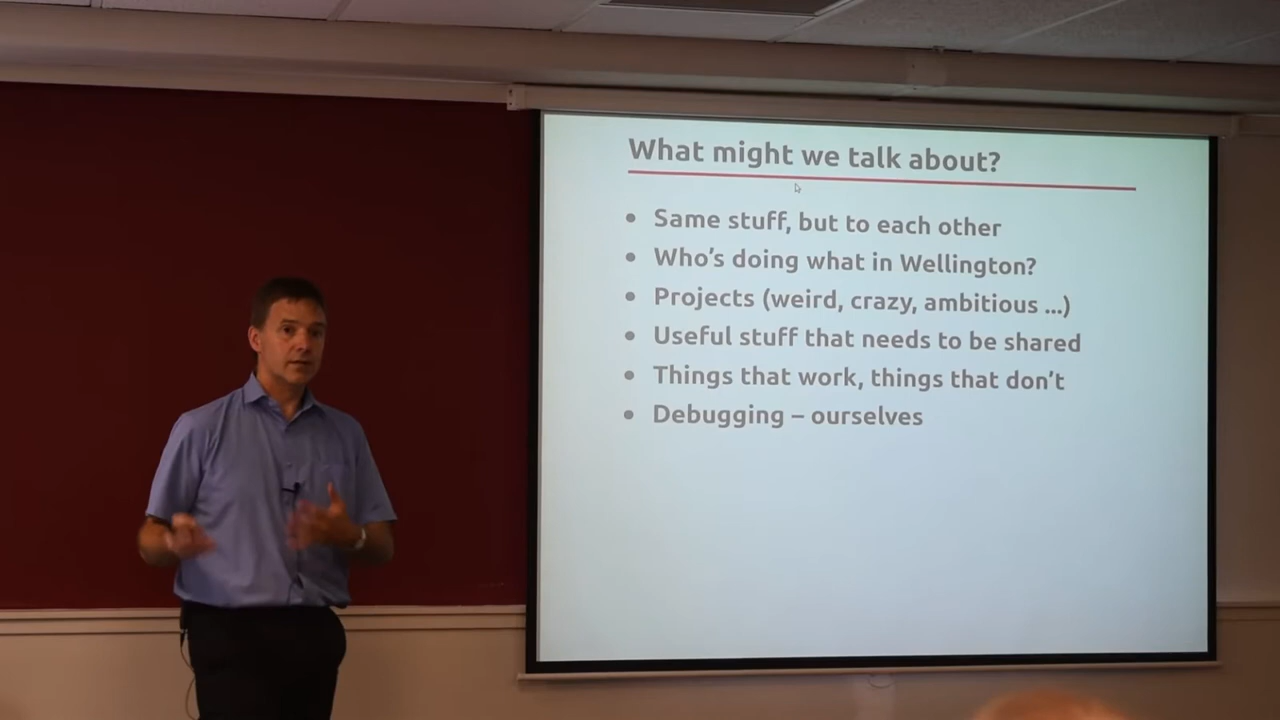 What might we talk about?
• Same stuff, but to each other
• Who's doing what in Wellington?
• Projects (weird, crazy, ambitious ...)
• Useful stuff that needs to be shared
• Things that work, things that don't
• Debugging – ourselves